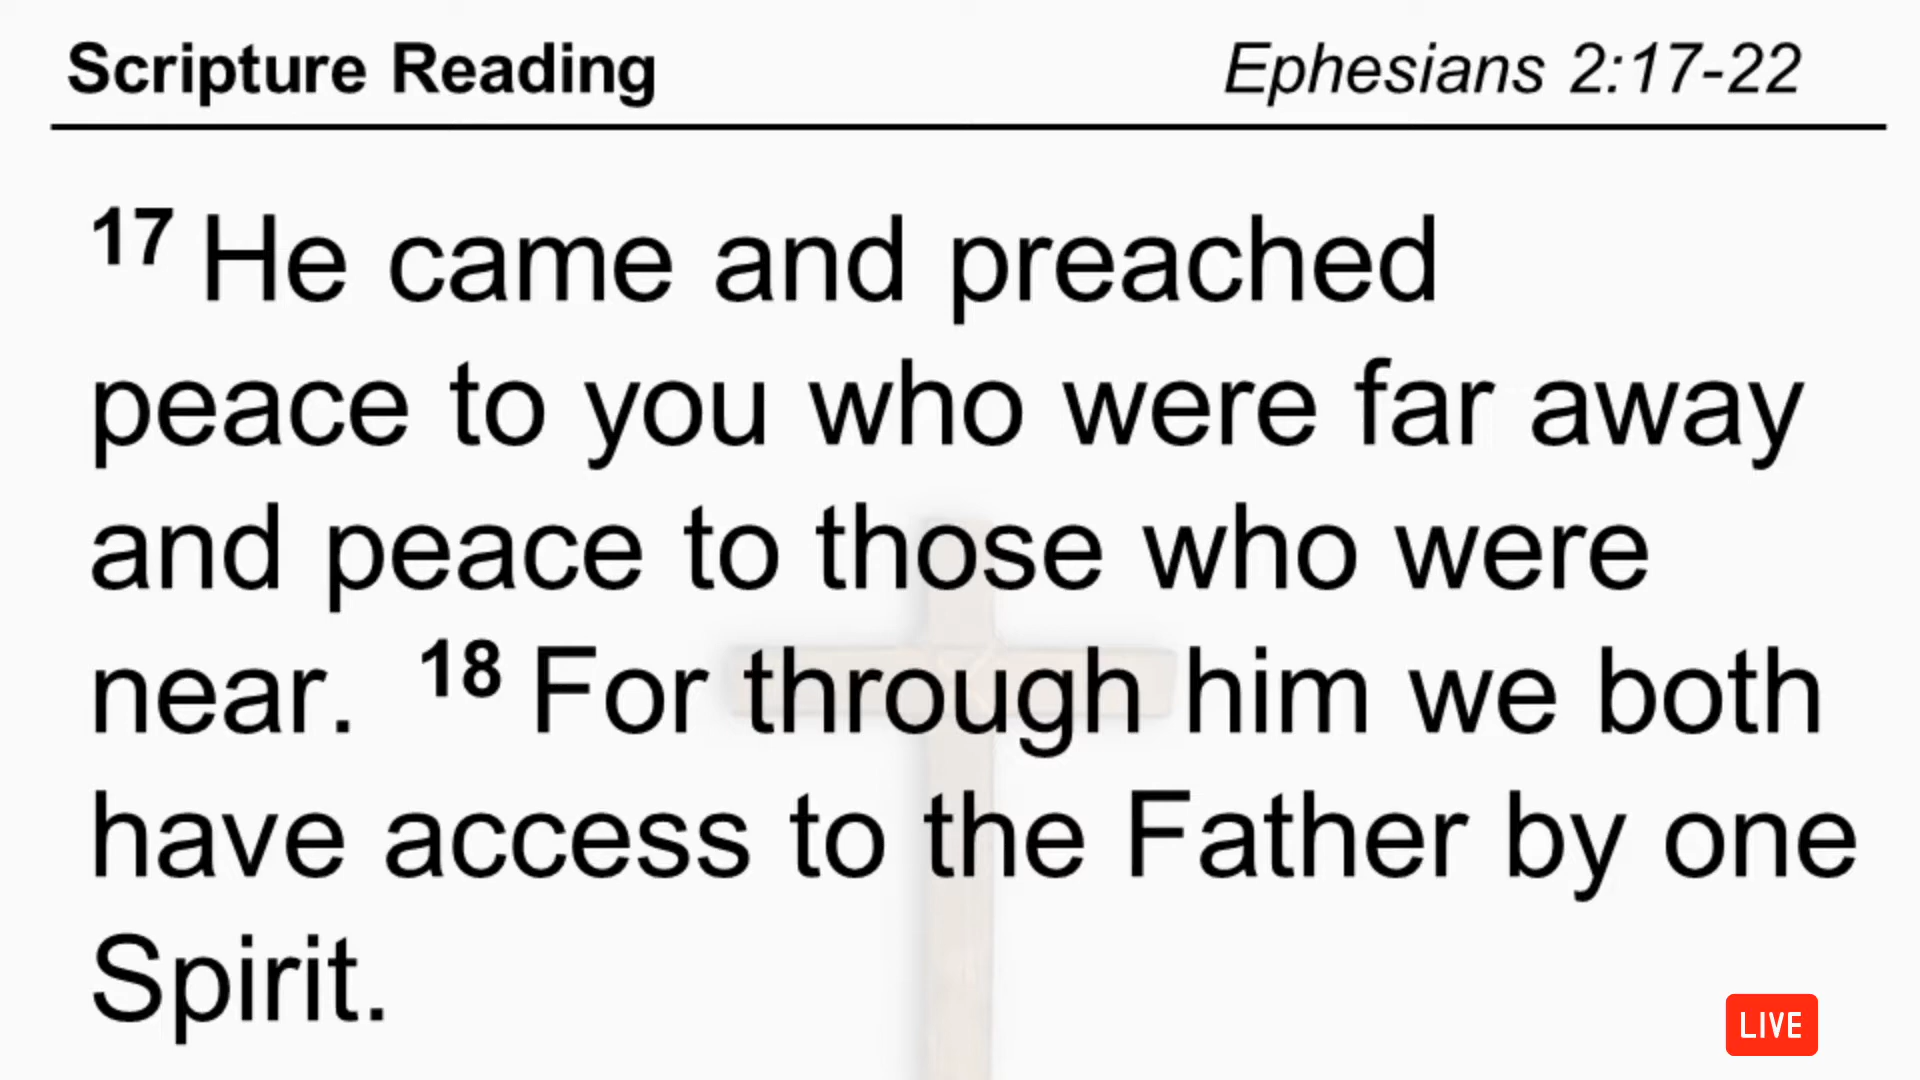 Scripture Reading Ephesians 2:17-22
17 He came and preached
peace to you who were far away
and peace to those who were
near. 18 For through him we both
have access to the Father by one
Spirit.
LIVE